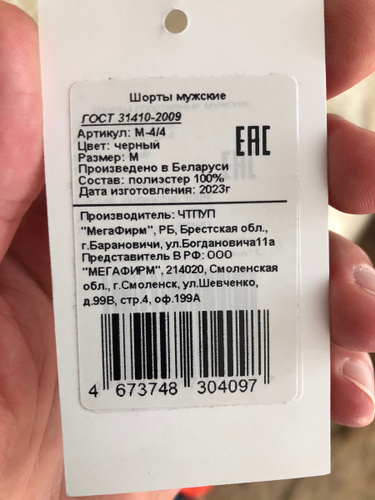 Шорты мужские
ГОСТ 31410-2009
Артикул: М-4/4
Цвет: черный
Размер: М
Произведено в Беларуси
Состав: полиэстер 100%
Дата изготовления: 2023г
EAC
Производитель: ЧТПУП
"МегаФирм", РБ, Брестская обл.,
г.Барановичи, ул.Богдановича11а
Представитель В РФ: ООО
"МЕГАФИРМ", 214020, Смоленская
обл., г.Смоленск, ул.Шевченко,
д.99В, стр.4, оф.199А
4 673748 304097